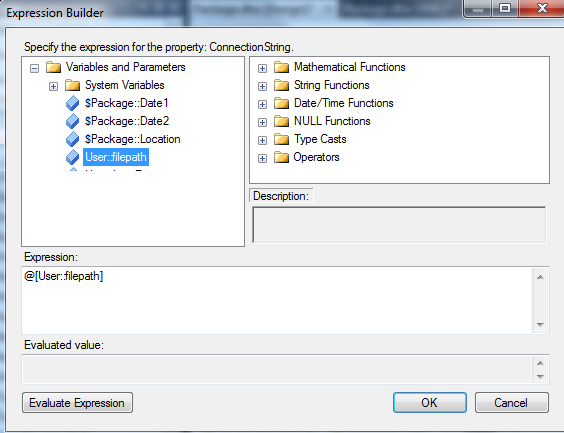 Expression Builder
Specify the expression for the property: ConnectionString.
Variables and Parameters
System Variables
$Package::Date1
$Package::Date2
$Package::Location
User::filepath
Mathematical Functions
String Functions
Date/Time Functions
NULL Functions
Type Casts
Operators
Description:
Expression:
@[User::filepath]
Evaluated value:
Evaluate Expression
OK
Cancel